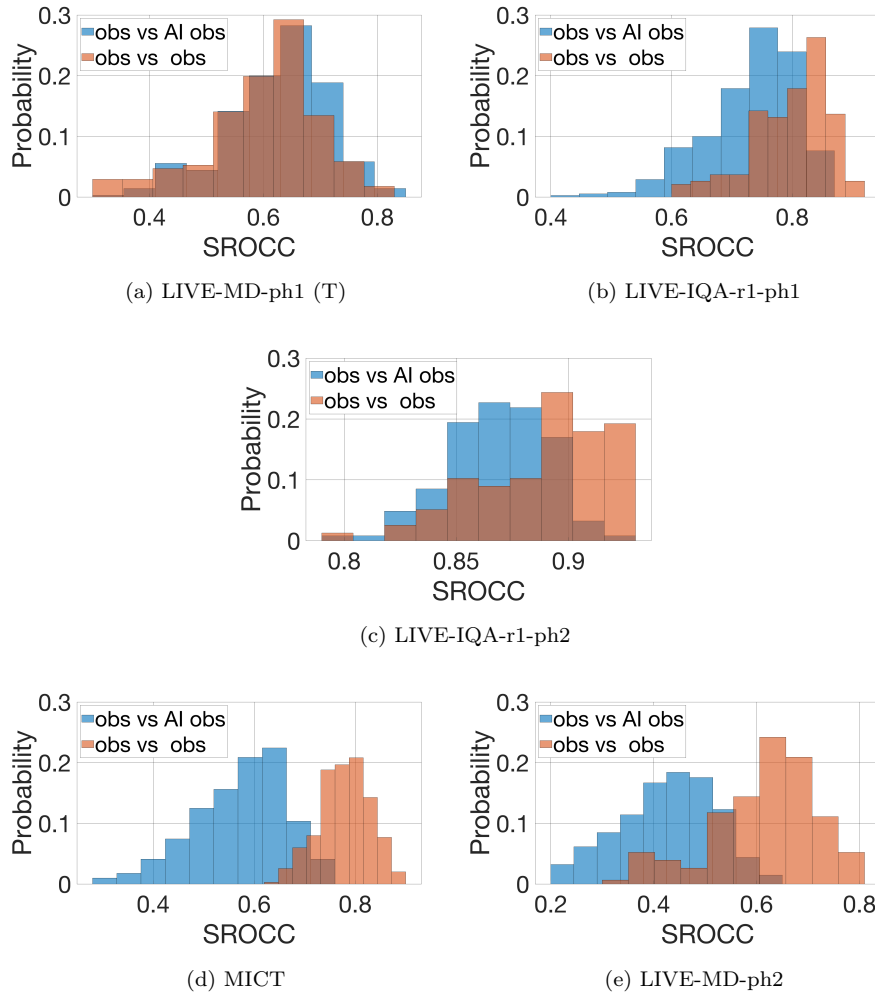 0.3
obs vs AI obs
obs vs obs
0.2
0.1
0
Probability
0.4 0.6 0.8
SROCC
(a) LIVE-MD-ph1 (T)
0.3
obs vs AI obs
obs vs obs
0.2
0.1
0
Probability
0.4 0.6 0.8
SROCC
(b) LIVE-IQA-r1-ph1
0.3
obs vs AI obs
obs vs obs
0.2
0.1
0
Probability
0.8 0.85 0.9
SROCC
(c) LIVE-IQA-r1-ph2
0.3
obs vs AI obs
obs vs obs
0.2
0.1
0
Probability
0.4 0.6 0.8
SROCC
(d) MICT
0.3
obs vs AI obs
obs vs obs
0.2
0.1
0
Probability
0.2 0.4 0.6 0.8
SROCC
(e) LIVE-MD-ph2